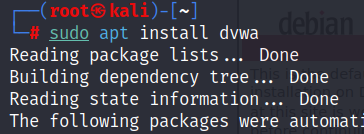 ┌──(root㉿kali)-[~]
└─# sudo apt install dvwa
Reading package lists... Done
Building dependency tree... Done
Reading state information... Done
The following packages were automati
debian